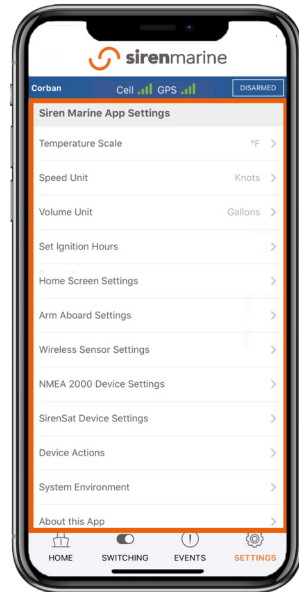 sirenmarine
Corban Cell GPS DISARMED
Siren Marine App Settings
Temperature Scale °F
Speed Unit Knots
Volume Unit Gallons
Set Ignition Hours
Home Screen Settings
Arm Aboard Settings
Wireless Sensor Settings
NMEA 2000 Device Settings
SirenSat Device Settings
Device Actions
System Environment
About this App
HOME SWITCHING EVENTS SETTINGS